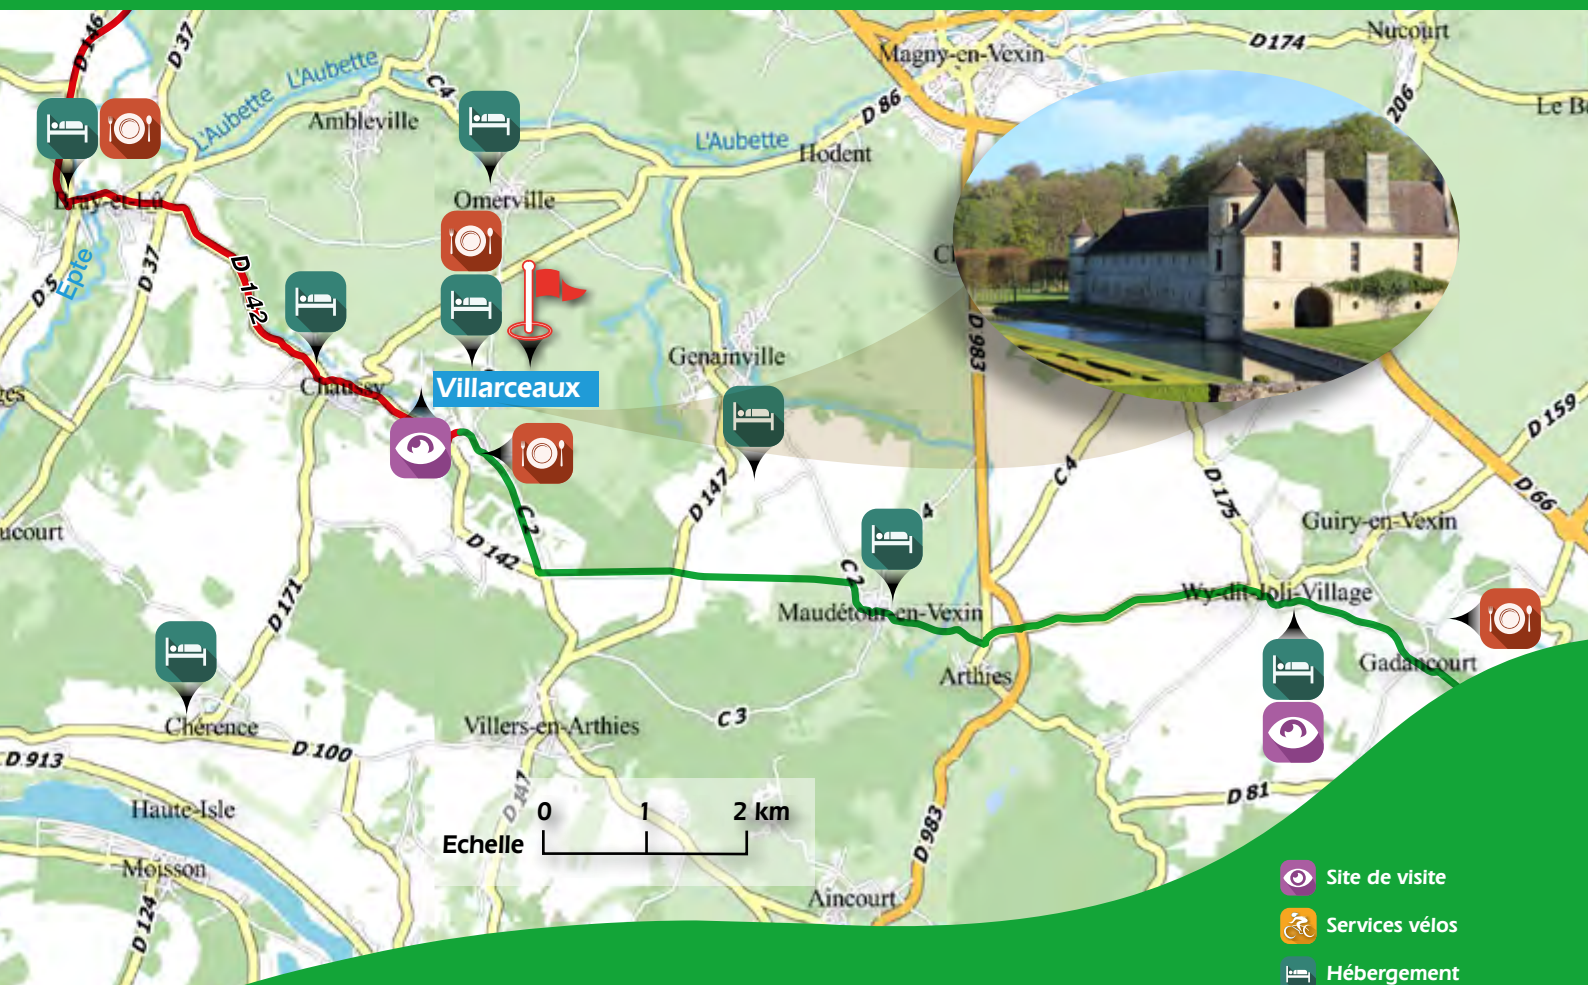 D 146
D 37
L'Aubette
L'Aubette
C 4
Ambleville
Magny-en-Vexin
D174
Nucourt
D 86
206
L'Aubette
Hodent
Omerville
Bray-et-Lû
Epte
D 5
D 37
D 142
Genainville
D 983
Chaussy
Villarceaux
D 159
D 147
C 4
D 175
D 66
ucourt
C 2
D 142
4
Guiry-en-Vexin
C 2
D 171
Maudétour-en-Vexin
Wy-dit-Joli-Village
Arthies
Gadancourt
Chérence
Villers-en-Arthies
C 3
D 100
D 913
D 147
D 81
Haute-Isle
0 1 2 km
Echelle
D 983
Moisson
D 124
Aincourt
Site de visite
Services vélos
Hébergement